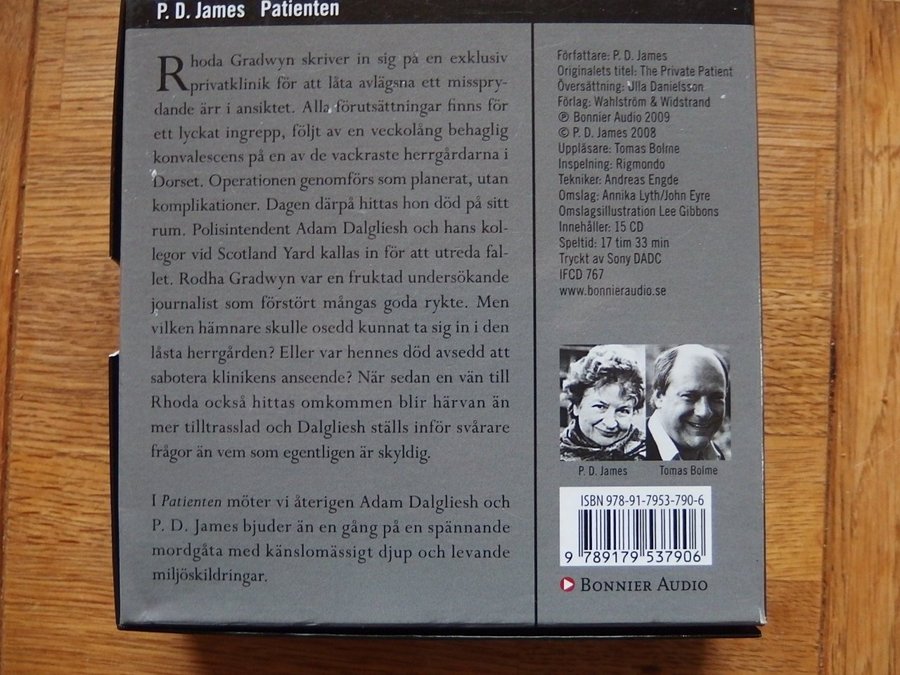 P. D. James Patienten
Rhoda Gradwyn skriver in sig på en exklusiv
privatklinik för att låta avlägsna ett misspry-
dande ärr i ansiktet. Alla förutsättningar finns för
ett lyckat ingrepp, följt av en veckolång behaglig
konvalescens på en av de vackraste herrgårdarna i
Dorset. Operationen genomförs som planerat, utan
komplikationer. Dagen därpå hittas hon död på sitt
rum. Polisintendent Adam Dalgliesh och hans kol-
legor vid Scotland Yard kallas in för att utreda fal-
let. Rodha Gradwyn var en fruktad undersökande
journalist som förstört mångas goda rykte. Men
vilken hämnare skulle osedd kunnat ta sig in i den
låsta herrgården? Eller var hennes död avsedd att
sabotera klinikens anseende? När sedan en vän till
Rhoda också hittas omkommen blir härvan än
mer tilltrasslad och Dalgliesh ställs inför svårare
frågor än vem som egentligen är skyldig.
I Patienten möter vi återigen Adam Dalgliesh och
P. D. James bjuder än en gång på en spännande
mordgåta med känslomässigt djup och levande
miljöskildringar.
Författare: P. D. James
Originalets titel: The Private Patient
Översättning: Ulla Danielsson
Förlag: Wahlström & Widstrand
℗ Bonnier Audio 2009
© P. D. James 2008
Uppläsare: Tomas Bolme
Inspelning: Rigmondo
Tekniker: Andreas Engde
Omslag: Annika Lyth/John Eyre
Omslagsillustration Lee Gibbons
Innehåller: 15 CD
Speltid: 17 tim 33 min
Tryckt av Sony DADC
IFCD 767
www.bonnieraudio.se
P. D. James Tomas Bolme
ISBN 978-91-7953-790-6
9 789179 537906
BONNIER AUDIO